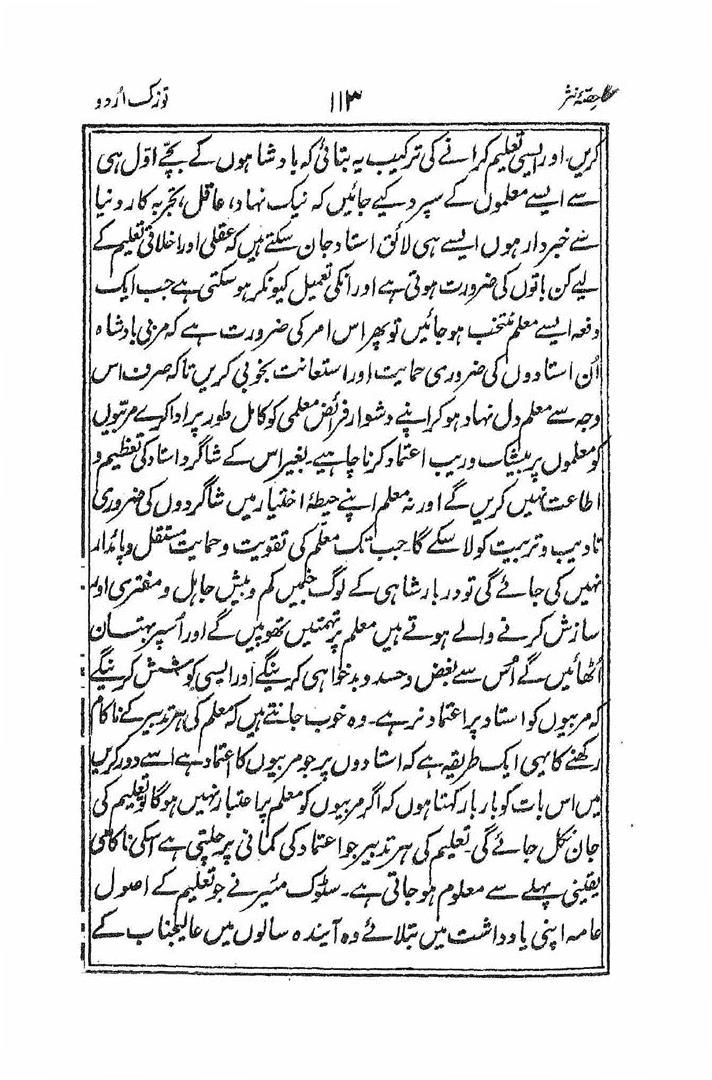 حصۂ نثر ۱۱۳ توزک اُردو
کریں۔ اور ایسی تعلیم کرانے کی ترکیب یہ بتائی کہ بادشاہوں کے بچے اوّل ہی
سے ایسے معلموں کے سپرد کیے جائیں کہ نیک نہاد، عاقل، تجربہ کار دنیا
سے خبردار ہوں ایسے ہی لائق استاد جان سکتے ہیں کہ عقلی اور اخلاقی تعلیم کے
لیے کن باتوں کی ضرورت ہوتی ہے اور انکی تعمیل کیونکر ہو سکتی ہے جب ایک
دفعہ ایسے معلم منتخب ہو جائیں تو پھر اس امر کی ضرورت ہے کہ مربی بادشاہ
اُن استادوں کی ضروری حمایت اور استعانت بخوبی کریں تاکہ صرف اس
وجہ سے معلم دل نہاد ہو کر اپنے دشوار فرائض معلمی کو کامل طور پر ادا کرے مربّیوں
کو معلموں پر بیشک وریب اعتماد کرنا چاہیے۔ بغیر اس کے شاگرد استاد کی تعظیم و
اطاعت نہیں کریں گے اور نہ معلم اپنے حیطۂ اختیار میں شاگردوں کی ضروری
تادیب و تربیت کو لا سکے گا۔ جب تک معلّم کی تقویت و حمایت مستقل و پائدار
نہیں کی جائے گی تو دربار شاہی کے لوگ جنمیں کم و بیش جاہل و مفتری اور
سازش کرنے والے ہوتے ہیں معلم پر تہمتیں تھوپیں گے اور اُسپر بہتان
اُٹھائیں گے اُس سے بغض و حسد و بدخواہی کرینگے اور ایسی کوشش کرینگے
کہ مربیوں کو استاد پر اعتماد نہ رہے۔ وہ خوب جانتے ہیں کہ معلم کی ہر تدبیر کے ناکام
رکھنے کا یہی ایک طریقہ ہے کہ استادوں پر جو مربیوں کا اعتماد ہے اسے دور کریں
میں اس بات کو بار بار کہتا ہوں کہ اگر مربیوں کو معلم پر اعتبار نہیں ہوگا تو تعلیم کی
جان نکل جائے گی۔ تعلیم کی ہر تدبیر جو اعتماد کی کمانی پر چلتی ہے اسکی ناکامی
یقینی پہلے سے معلوم ہو جاتی ہے۔ سٹوک میئر نے جو تعلیم کے اصول
عامہ اپنی یادداشت میں بتلائے وہ آیندہ سالوں میں عالیجناب کے